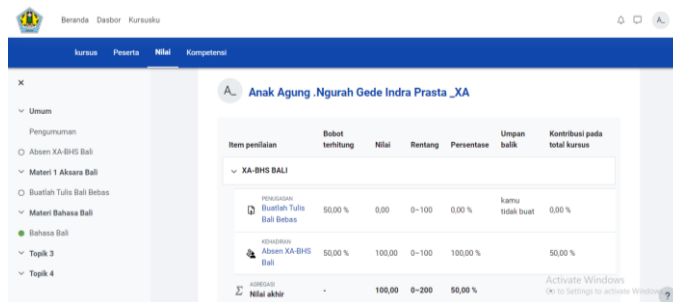 Beranda Dasbor Kursusku
A_
kursus Peserta Nilai Kompetensi
Umum
Pengumuman
Absen XA-BHS Bali
Materi 1 Aksara Bali
Buatlah Tulis Bali Bebas
Materi Bahasa Bali
Bahasa Bali
Topik 3
Topik 4
A_ Anak Agung .Ngurah Gede Indra Prasta _XA
Item penilaian Bobot terhitung Nilai Rentang Persentase Umpan balik Kontribusi pada total kursus
XA-BHS BALI
PENUGASAN
Buatlah Tulis Bali Bebas 50,00 % 0,00 0–100 0,00 % kamu tidak buat 0,00 %
KEHADIRAN
Absen XA-BHS Bali 50,00 % 100,00 0–100 100,00 % 50,00 %
AGREGASI
Σ Nilai akhir - 100,00 0–200 50,00 %
Activate Windows
Go to Settings to activate Windows.
?